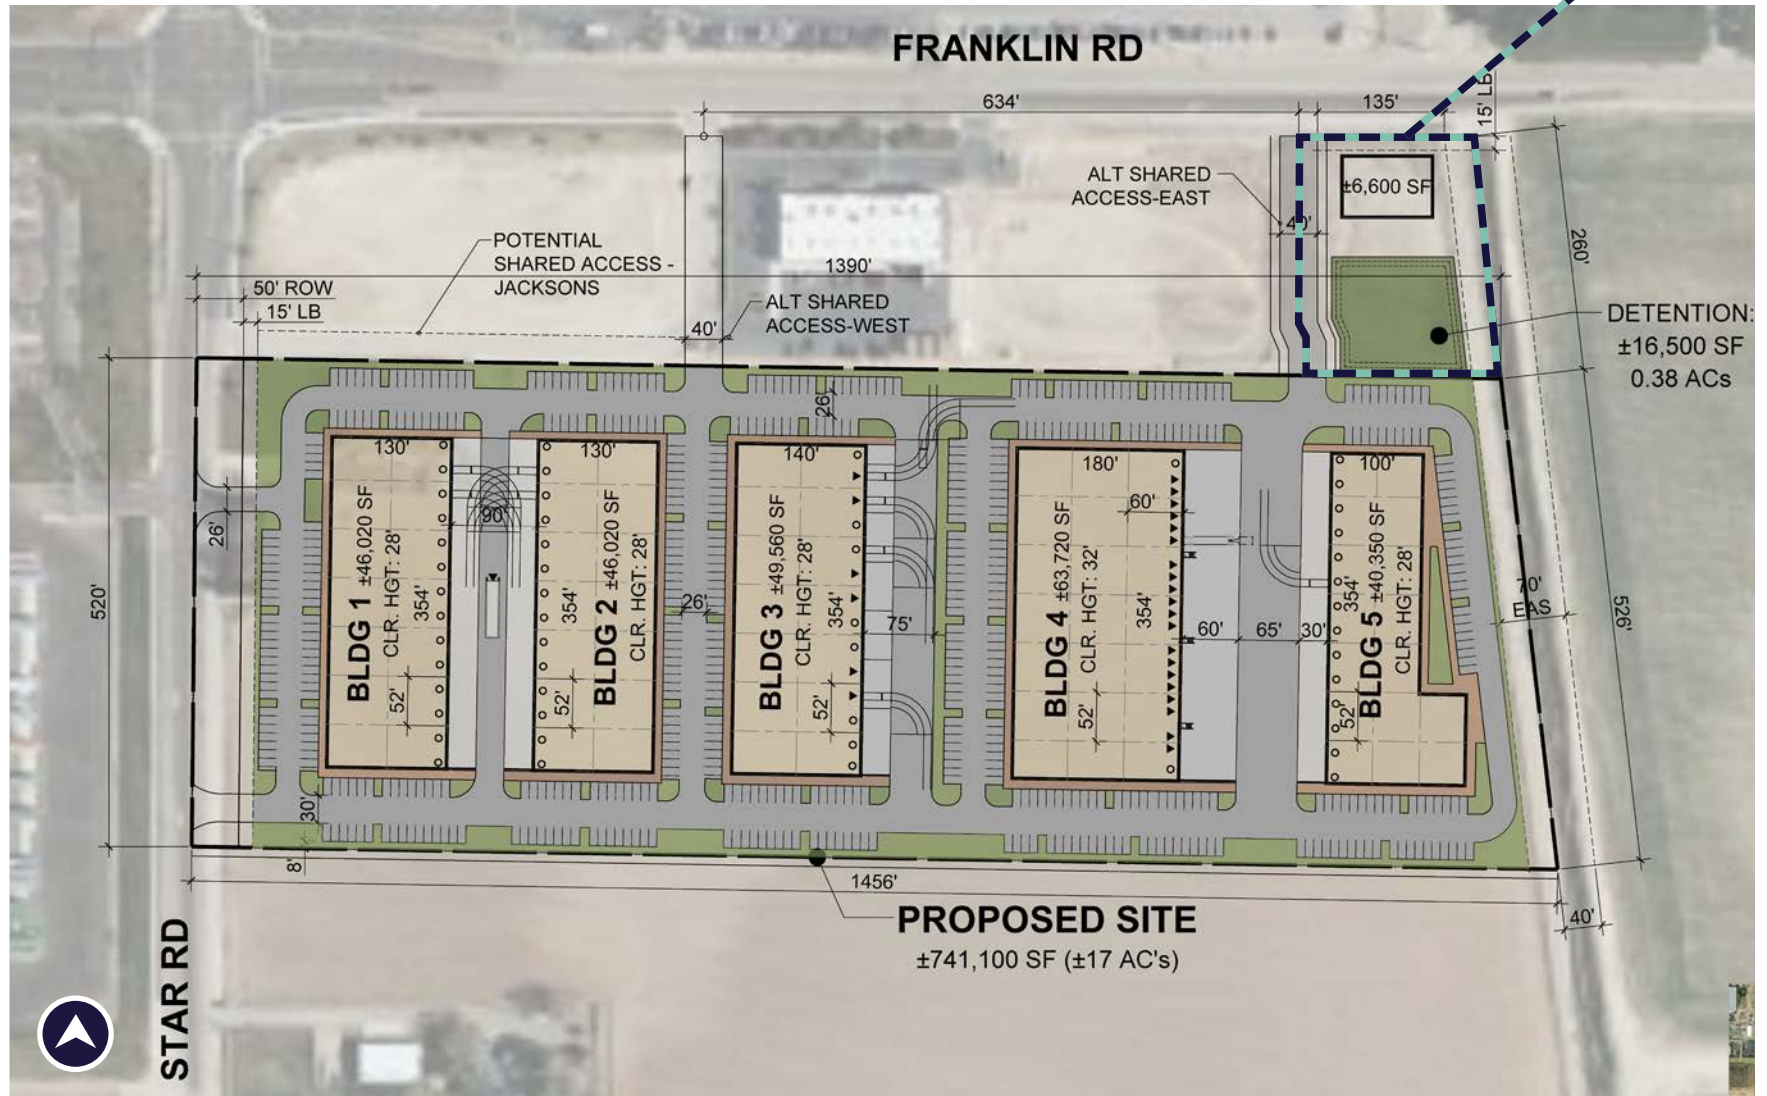 FRANKLIN RD
634'
135'
15' LB
ALT SHARED
ACCESS-EAST
±6,600 SF
40'
260'
POTENTIAL
SHARED ACCESS -
JACKSONS
1390'
50' ROW
15' LB
ALT SHARED
ACCESS-WEST
40'
DETENTION:
±16,500 SF
0.38 ACs
26'
130'
130'
140'
180'
100'
BLDG 1 ±46,020 SF
CLR. HGT: 28'
354'
52'
90'
BLDG 2 ±46,020 SF
CLR. HGT: 28'
354'
52'
26'
BLDG 3 ±49,560 SF
CLR. HGT: 28'
354'
52'
75'
BLDG 4 ±63,720 SF
CLR. HGT: 32'
354'
52'
60'
60'
65'
30'
BLDG 5 ±40,350 SF
CLR. HGT: 28'
354'
52'
70'
EAS
526'
26'
520'
30'
8'
1456'
40'
PROPOSED SITE
±741,100 SF (±17 AC's)
STAR RD